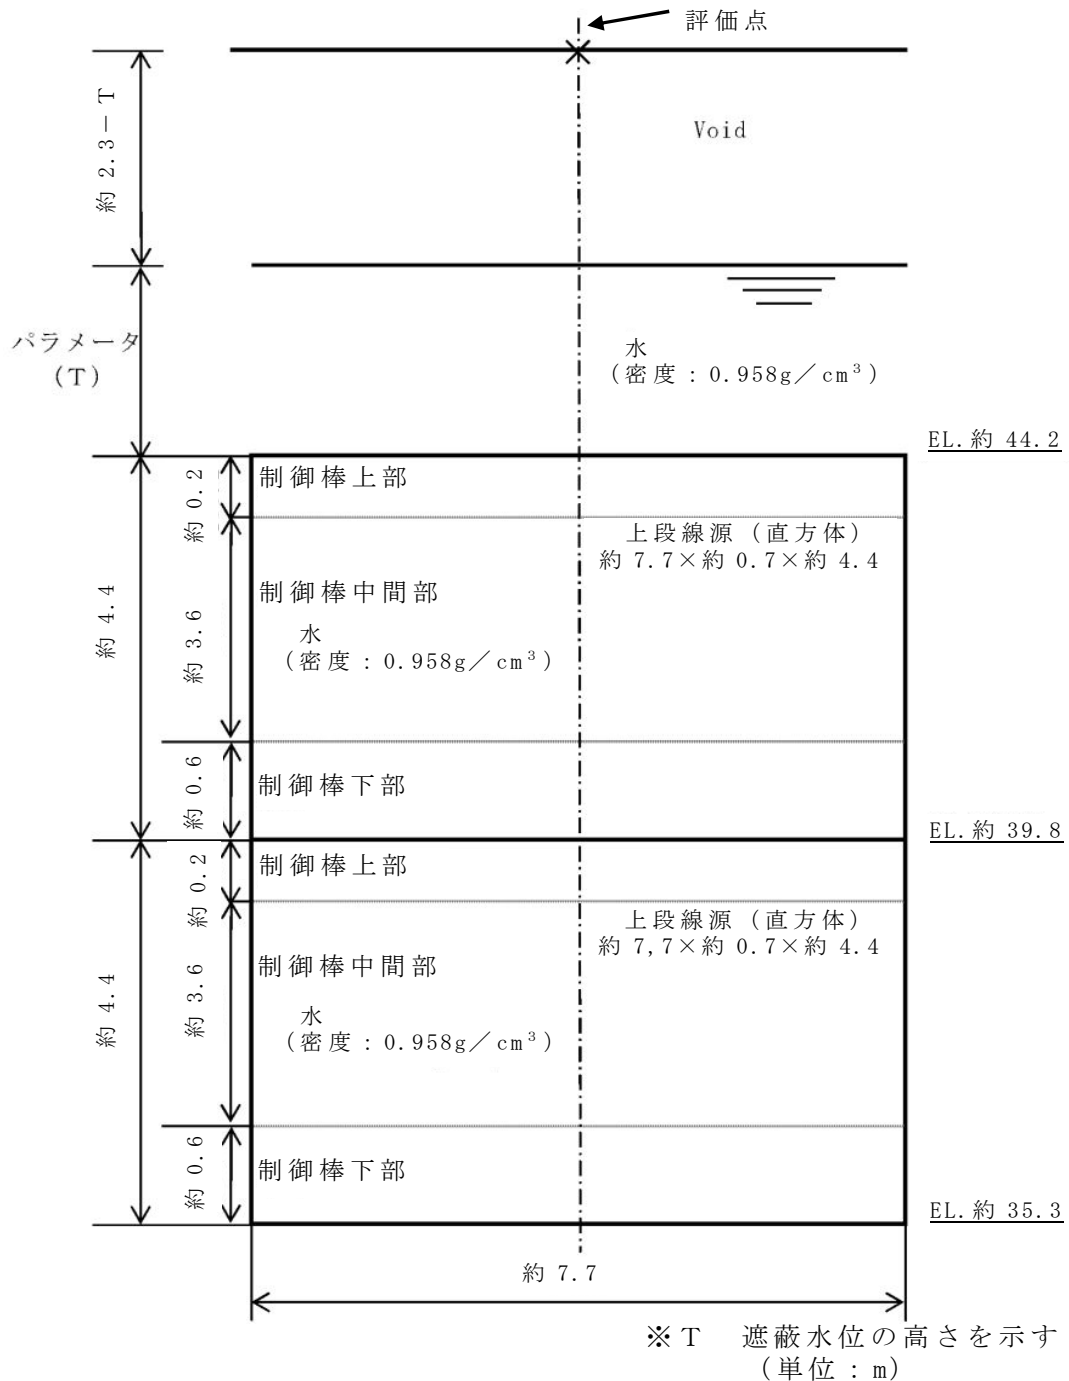 評価点
Void
約 2.3－T
パラメータ
(T)
水
(密度：0.958g／cm³)
EL.約 44.2
約 4.4
約 0.2
制御棒上部
上段線源（直方体）
約 7.7×約 0.7×約 4.4
約 3.6
制御棒中間部
水
(密度：0.958g／cm³)
約 0.6
制御棒下部
EL.約 39.8
約 4.4
約 0.2
制御棒上部
上段線源（直方体）
約 7,7×約 0.7×約 4.4
約 3.6
制御棒中間部
水
(密度：0.958g／cm³)
約 0.6
制御棒下部
EL.約 35.3
約 7.7
※T　遮蔽水位の高さを示す
（単位：m）